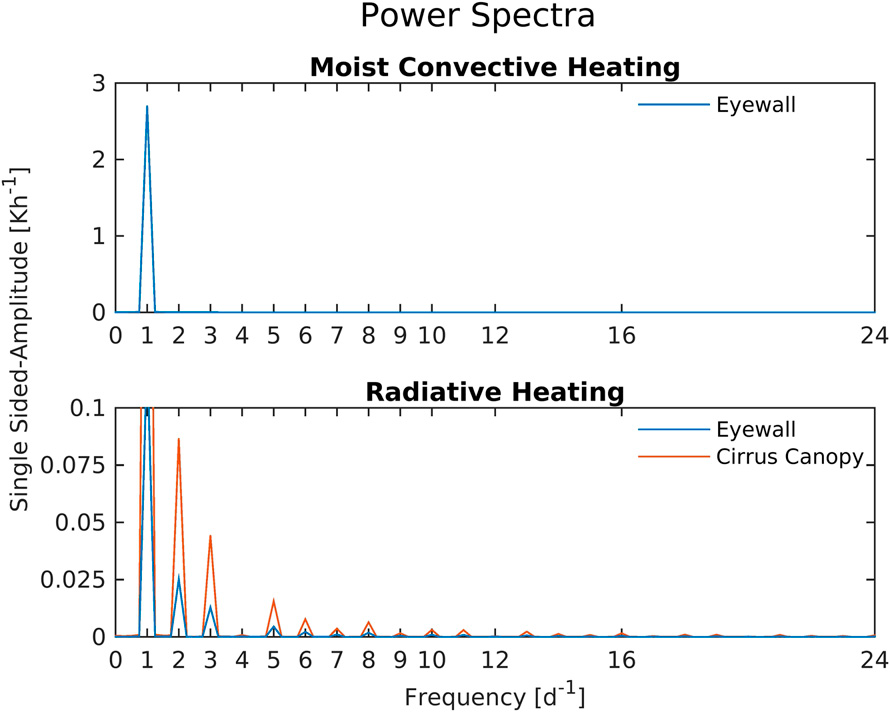 Power Spectra
Moist Convective Heating
3
2
1
0
Eyewall
0 1 2 3 4 5 6 7 8 9 10 12 16 24
Single Sided-Amplitude [Kh-1]
Radiative Heating
0.1
0.075
0.05
0.025
0
Eyewall
Cirrus Canopy
0 1 2 3 4 5 6 7 8 9 10 12 16 24
Frequency [d-1]